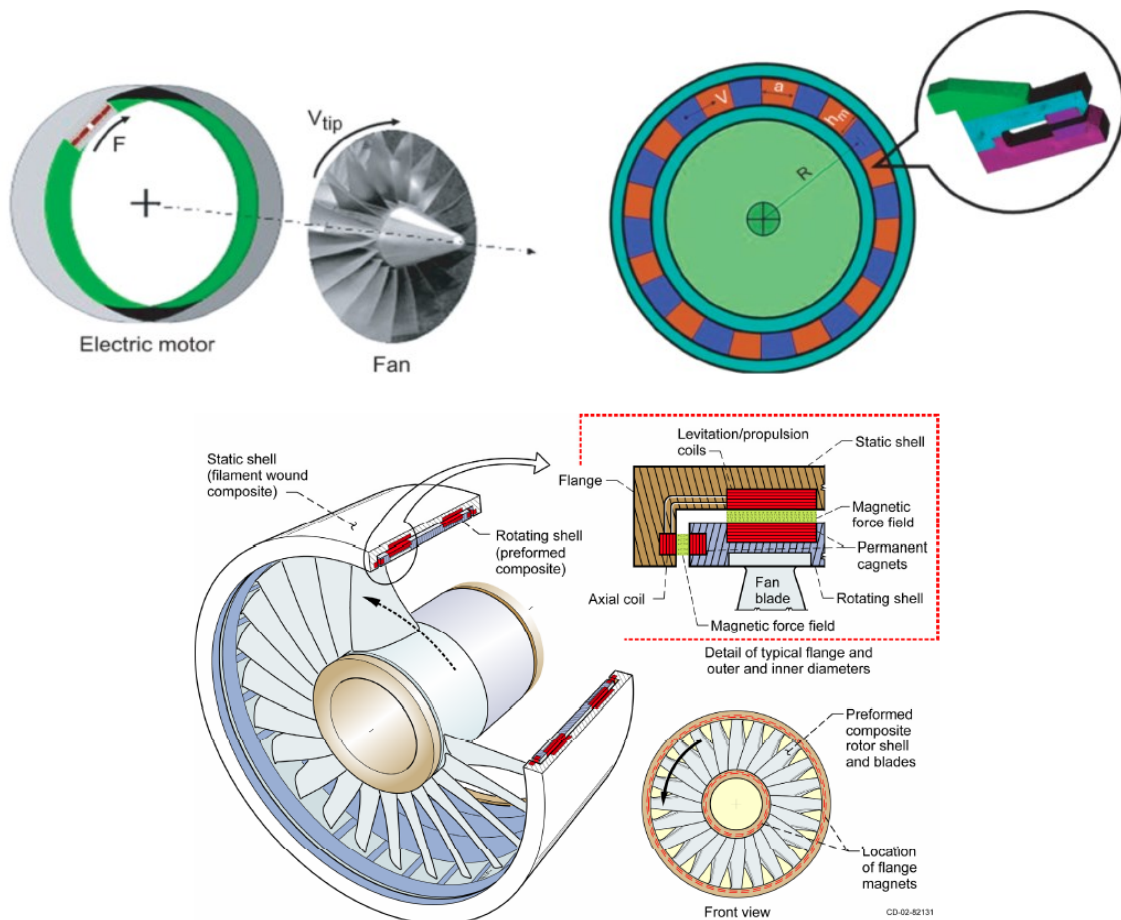 V_tip
F
Electric motor
Fan
V
a
h_m
R
Static shell
(filament wound
composite)
Rotating shell
(preformed
composite)
Levitation/propulsion
coils
Static shell
Flange
Magnetic
force field
Permanent
cagnets
Axial coil
Fan
blade
Rotating shell
Magnetic force field
Detail of typical flange and
outer and inner diameters
Preformed
composite
rotor shell
and blades
Location
of flange
magnets
Front view
CD-02-82131